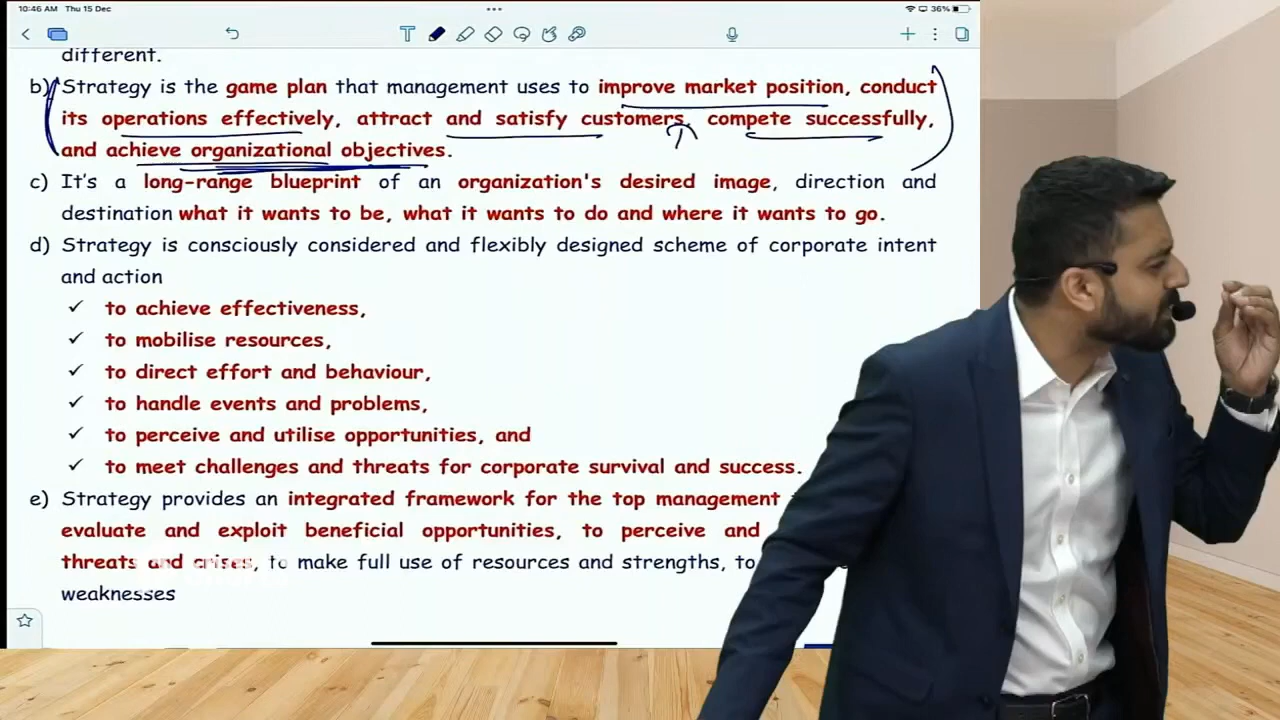 10:46 AM Thu 15 Dec
36%
different.
b) Strategy is the game plan that management uses to improve market position, conduct
its operations effectively, attract and satisfy customers, compete successfully,
and achieve organizational objectives.
c) It's a long-range blueprint of an organization's desired image, direction and
destination what it wants to be, what it wants to do and where it wants to go.
d) Strategy is consciously considered and flexibly designed scheme of corporate intent
and action
✓ to achieve effectiveness,
✓ to mobilise resources,
✓ to direct effort and behaviour,
✓ to handle events and problems,
✓ to perceive and utilise opportunities, and
✓ to meet challenges and threats for corporate survival and success.
e) Strategy provides an integrated framework for the top management
evaluate and exploit beneficial opportunities, to perceive and
threats and crises, to make full use of resources and strengths, to
weaknesses